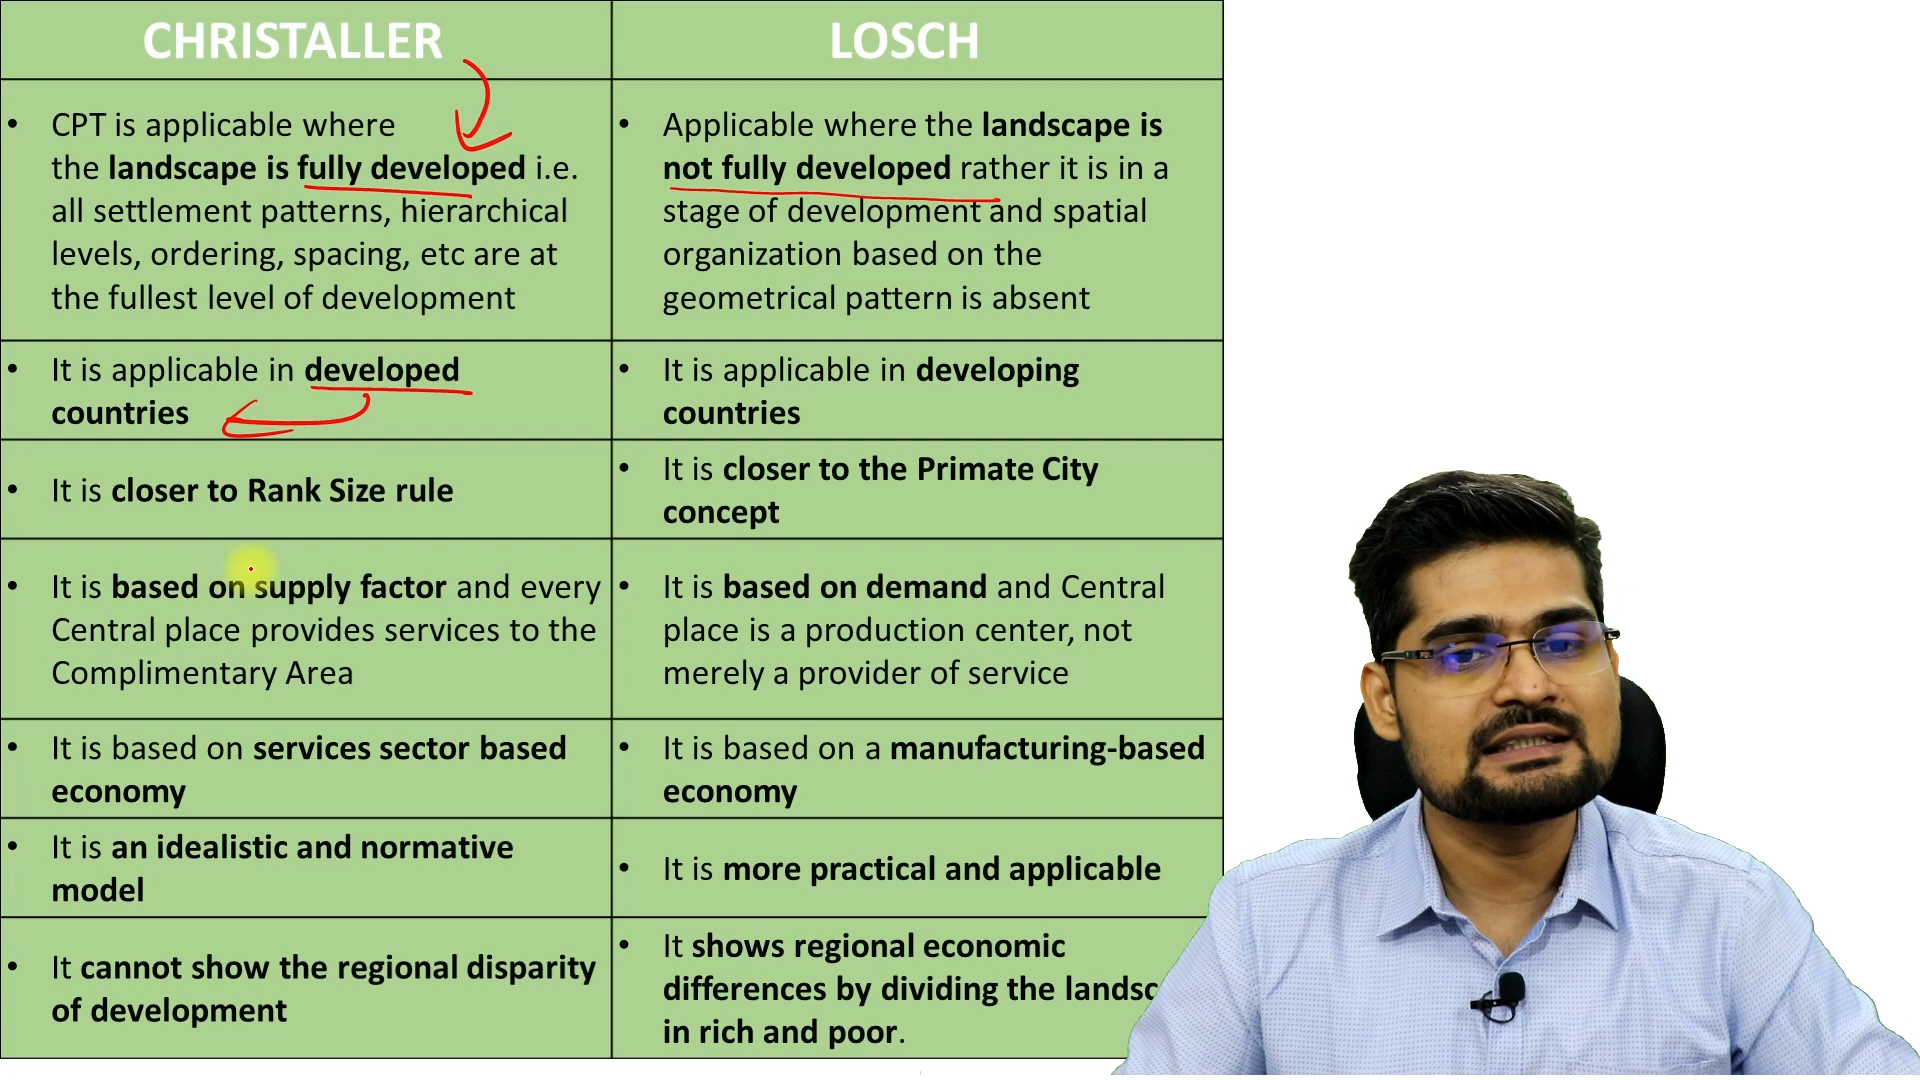 CHRISTALLER
LOSCH
• CPT is applicable where
the landscape is fully developed i.e.
all settlement patterns, hierarchical
levels, ordering, spacing, etc are at
the fullest level of development
• Applicable where the landscape is
not fully developed rather it is in a
stage of development and spatial
organization based on the
geometrical pattern is absent
• It is applicable in developed
countries
• It is applicable in developing
countries
• It is closer to Rank Size rule
• It is closer to the Primate City
concept
• It is based on supply factor and every
Central place provides services to the
Complimentary Area
• It is based on demand and Central
place is a production center, not
merely a provider of service
• It is based on services sector based
economy
• It is based on a manufacturing-based
economy
• It is an idealistic and normative
model
• It is more practical and applicable
• It cannot show the regional disparity
of development
• It shows regional economic
differences by dividing the landsc
in rich and poor.